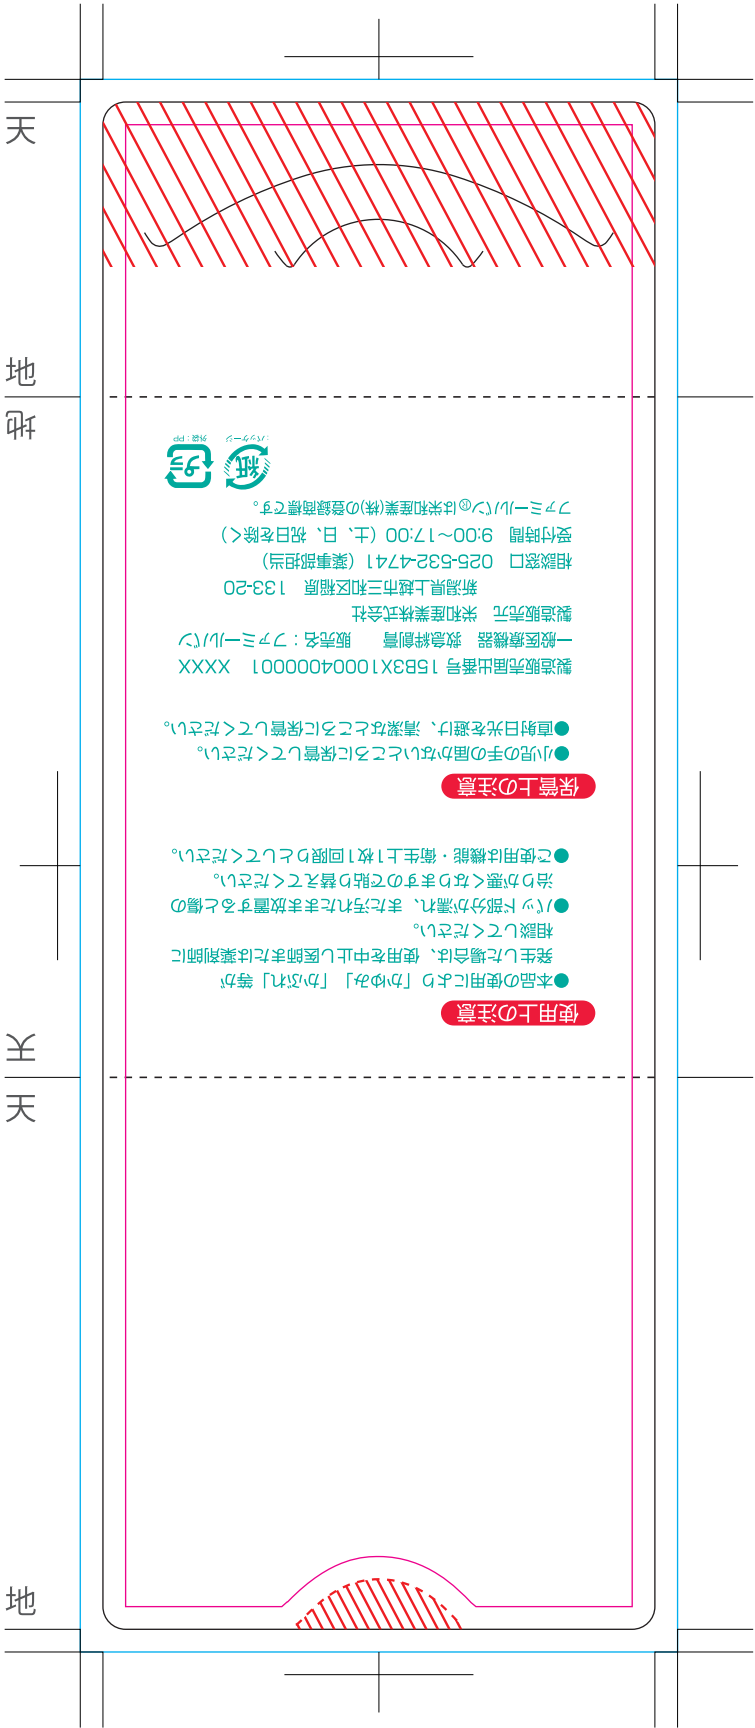 天
地
天
使用上の注意
●本品の使用により「かゆみ」「かぶれ」等が
発生した場合は、使用を中止し医師または薬剤師に
相談してください。
●パッド部分が濡れ、また汚れたまま放置すると傷の
治りが悪くなりますので貼り替えてください。
●ご使用は機能・衛生上1枚1回限りとしてください。
保管上の注意
●小児の手の届かないところに保管してください。
●直射日光を避け、清潔なところに保管してください。
製造販売届出番号 15B3X10004000001 XXXX
一般医療機器 救急絆創膏 販売名：ファミールバン
製造販売元 栄和産業株式会社
新潟県上越市三和区稲原 133-20
相談窓口 025-532-4741（薬事部担当）
受付時間 9:00〜17:00（土、日、祝日を除く）
ファミールバン®は栄和産業(株)の登録商標です。
紙 プラ
：パッケージ 外袋：PP
地
天
地